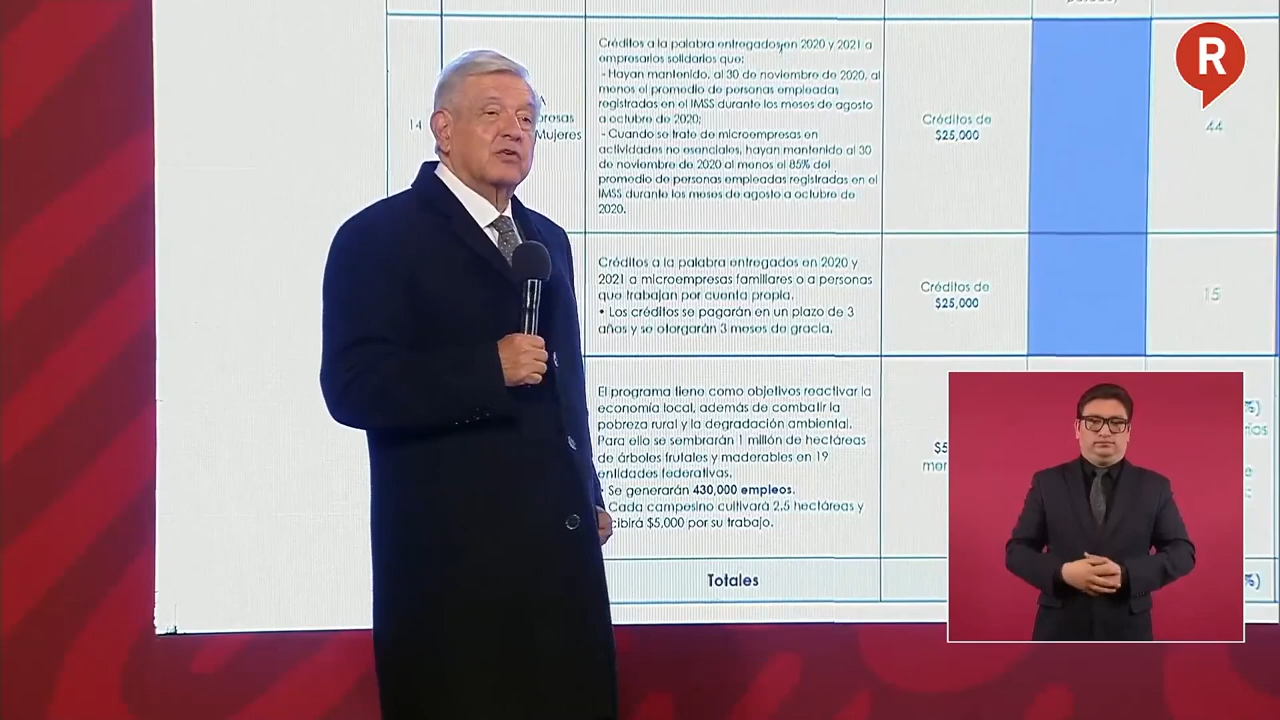 R
Créditos a la palabra entregados en 2020 y 2021 a
empresarios solidarios que:
- Hayan mantenido, al 30 de noviembre de 2020, al
menos el promedio de personas empleadas
registradas en el IMSS durante los meses de agosto
a octubre de 2020;
- Cuando se trate de microempresas en
actividades no esenciales, hayan mantenido al 30
de noviembre de 2020 al menos el 85% del
promedio de personas empleadas registradas en el
IMSS durante los meses de agosto a octubre de
2020.
14
Mujeres
Créditos de
$25,000
44
Créditos a la palabra entregados en 2020 y
2021 a microempresas familiares o a personas
que trabajan por cuenta propia.
• Los créditos se pagarán en un plazo de 3
años y se otorgarán 3 meses de gracia.
Créditos de
$25,000
15
El programa tiene como objetivos reactivar la
economía local, además de combatir la
pobreza rural y la degradación ambiental.
Para ello se sembrarán 1 millón de hectáreas
de árboles frutales y maderables en 19
entidades federativas.
Se generarán 430,000 empleos.
Cada campesino cultivará 2.5 hectáreas y
cibirá $5,000 por su trabajo.
Totales